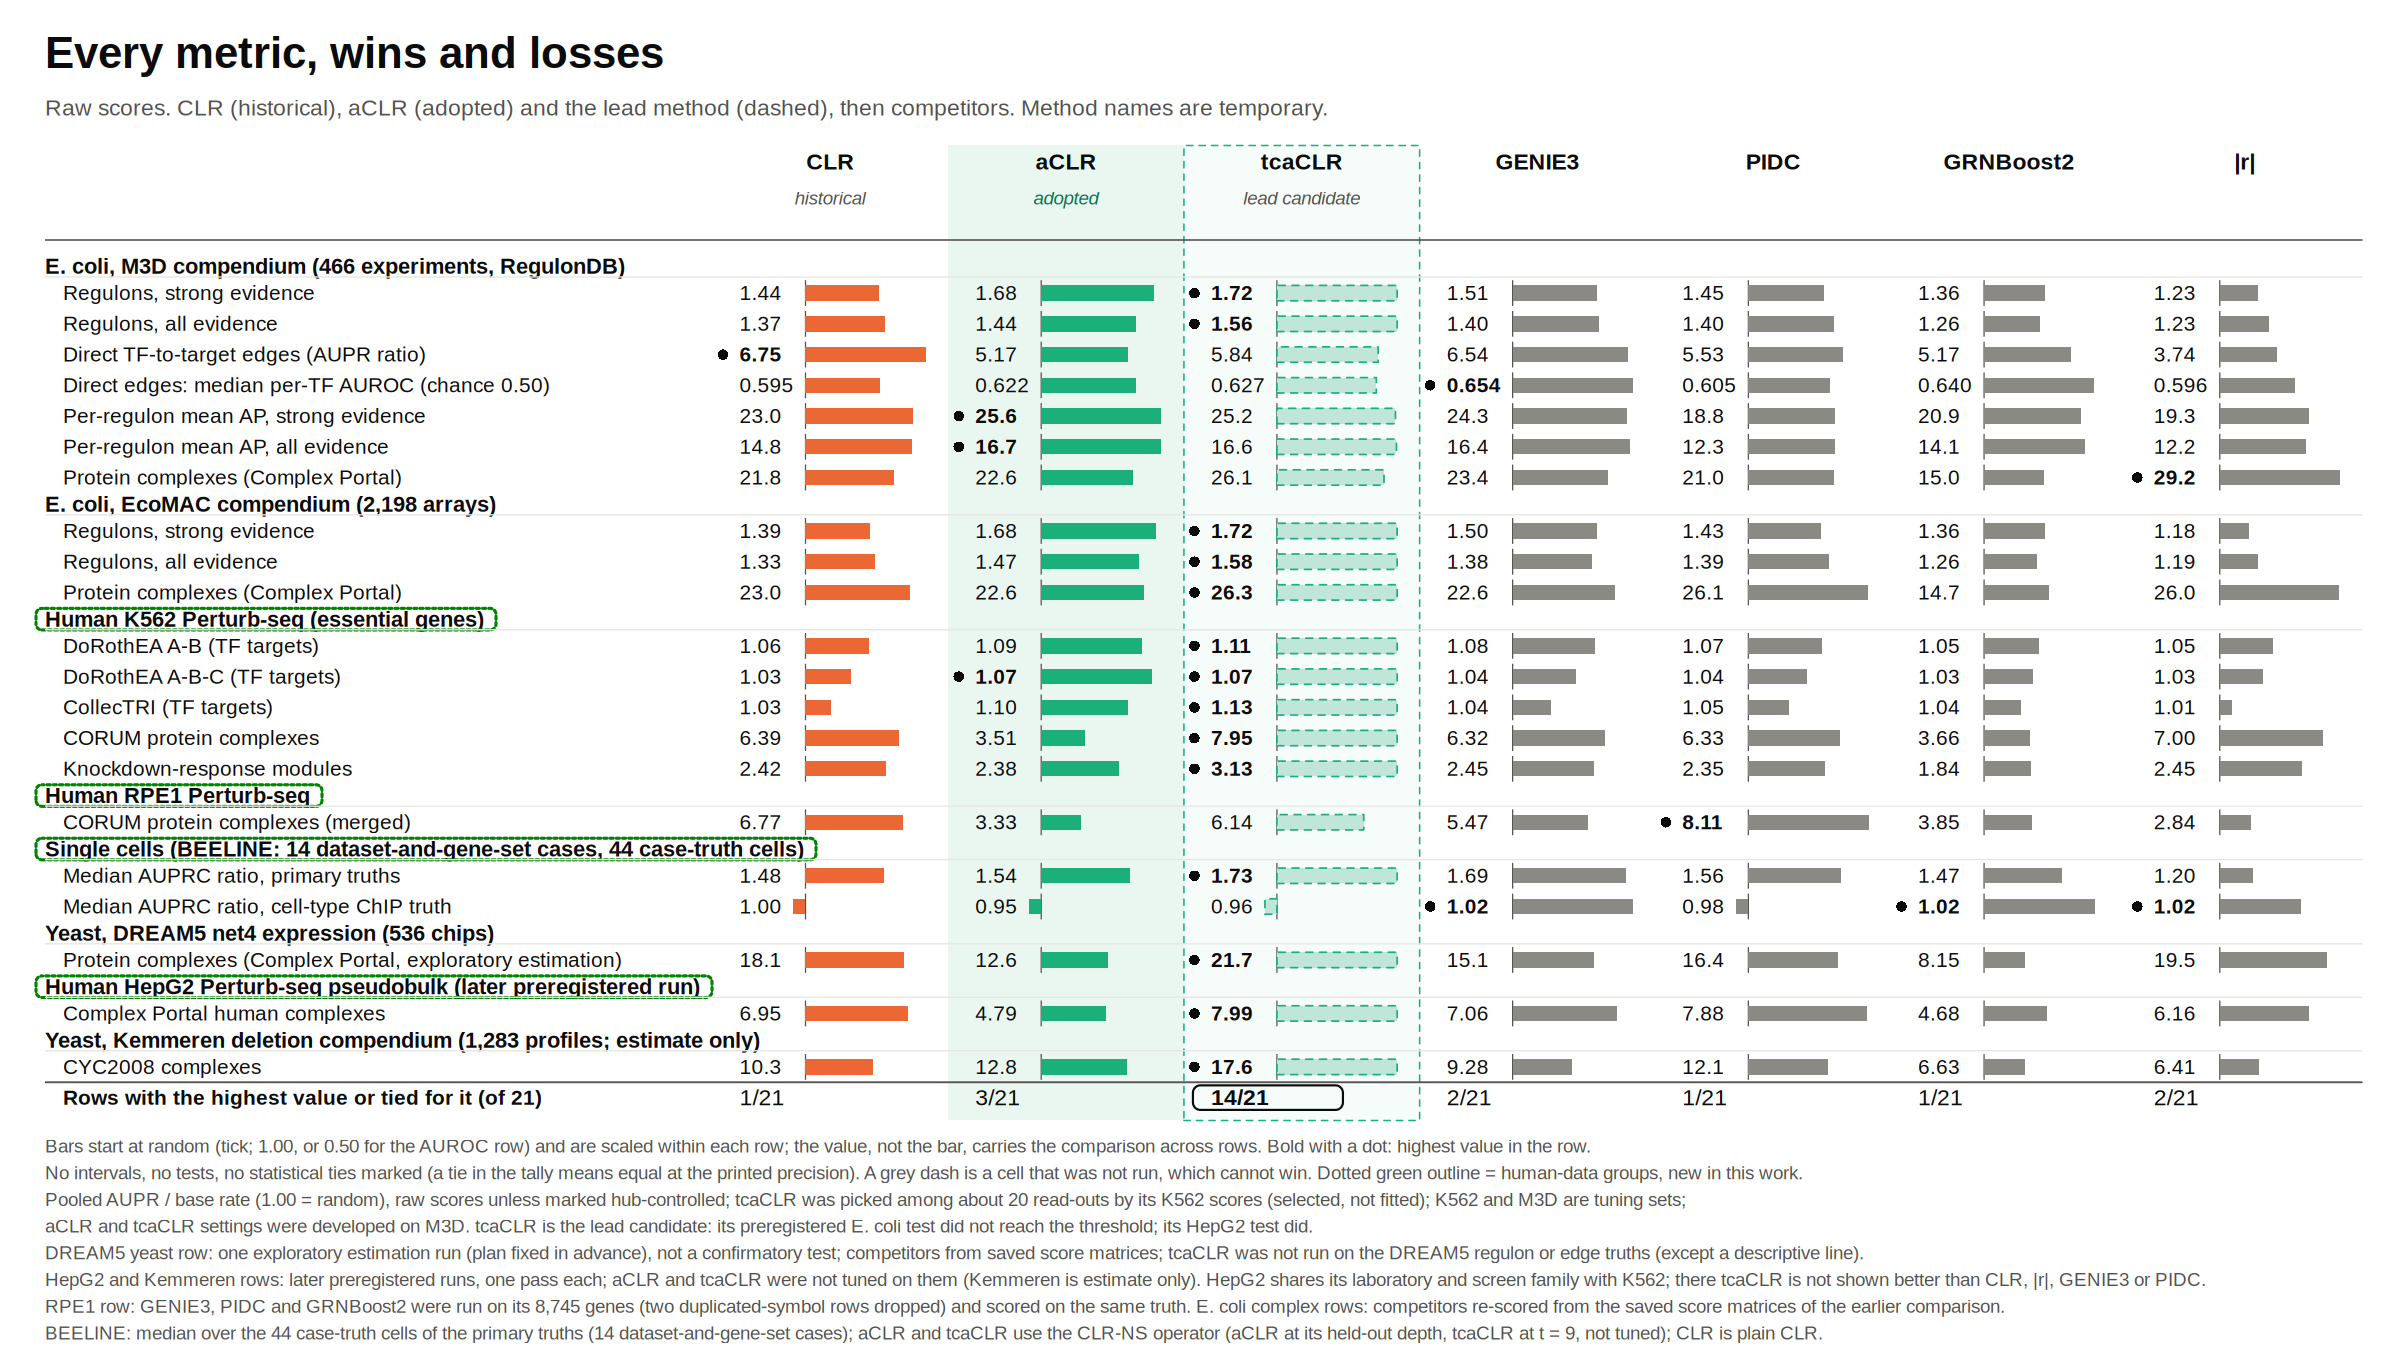 Every metric, wins and losses
Raw scores. CLR (historical), aCLR (adopted) and the lead method (dashed), then competitors. Method names are temporary.
CLR aCLR tcaCLR GENIE3 PIDC GRNBoost2 |r|
historical adopted lead candidate
E. coli, M3D compendium (466 experiments, RegulonDB)
Regulons, strong evidence 1.44 1.68 • 1.72 1.51 1.45 1.36 1.23
Regulons, all evidence 1.37 1.44 • 1.56 1.40 1.40 1.26 1.23
Direct TF-to-target edges (AUPR ratio) • 6.75 5.17 5.84 6.54 5.53 5.17 3.74
Direct edges: median per-TF AUROC (chance 0.50) 0.595 0.622 0.627 • 0.654 0.605 0.640 0.596
Per-regulon mean AP, strong evidence 23.0 • 25.6 25.2 24.3 18.8 20.9 19.3
Per-regulon mean AP, all evidence 14.8 • 16.7 16.6 16.4 12.3 14.1 12.2
Protein complexes (Complex Portal) 21.8 22.6 26.1 23.4 21.0 15.0 • 29.2
E. coli, EcoMAC compendium (2,198 arrays)
Regulons, strong evidence 1.39 1.68 • 1.72 1.50 1.43 1.36 1.18
Regulons, all evidence 1.33 1.47 • 1.58 1.38 1.39 1.26 1.19
Protein complexes (Complex Portal) 23.0 22.6 • 26.3 22.6 26.1 14.7 26.0
Human K562 Perturb-seq (essential genes)
DoRothEA A-B (TF targets) 1.06 1.09 • 1.11 1.08 1.07 1.05 1.05
DoRothEA A-B-C (TF targets) 1.03 • 1.07 • 1.07 1.04 1.04 1.03 1.03
CollecTRI (TF targets) 1.03 1.10 • 1.13 1.04 1.05 1.04 1.01
CORUM protein complexes 6.39 3.51 • 7.95 6.32 6.33 3.66 7.00
Knockdown-response modules 2.42 2.38 • 3.13 2.45 2.35 1.84 2.45
Human RPE1 Perturb-seq
CORUM protein complexes (merged) 6.77 3.33 6.14 5.47 • 8.11 3.85 2.84
Single cells (BEELINE: 14 dataset-and-gene-set cases, 44 case-truth cells)
Median AUPRC ratio, primary truths 1.48 1.54 • 1.73 1.69 1.56 1.47 1.20
Median AUPRC ratio, cell-type ChIP truth 1.00 0.95 0.96 • 1.02 0.98 • 1.02 • 1.02
Yeast, DREAM5 net4 expression (536 chips)
Protein complexes (Complex Portal, exploratory estimation) 18.1 12.6 • 21.7 15.1 16.4 8.15 19.5
Human HepG2 Perturb-seq pseudobulk (later preregistered run)
Complex Portal human complexes 6.95 4.79 • 7.99 7.06 7.88 4.68 6.16
Yeast, Kemmeren deletion compendium (1,283 profiles; estimate only)
CYC2008 complexes 10.3 12.8 • 17.6 9.28 12.1 6.63 6.41
Rows with the highest value or tied for it (of 21) 1/21 3/21 14/21 2/21 1/21 1/21 2/21
Bars start at random (tick; 1.00, or 0.50 for the AUROC row) and are scaled within each row; the value, not the bar, carries the comparison across rows. Bold with a dot: highest value in the row.
No intervals, no tests, no statistical ties marked (a tie in the tally means equal at the printed precision). A grey dash is a cell that was not run, which cannot win. Dotted green outline = human-data groups, new in this work.
Pooled AUPR / base rate (1.00 = random), raw scores unless marked hub-controlled; tcaCLR was picked among about 20 read-outs by its K562 scores (selected, not fitted); K562 and M3D are tuning sets;
aCLR and tcaCLR settings were developed on M3D. tcaCLR is the lead candidate: its preregistered E. coli test did not reach the threshold; its HepG2 test did.
DREAM5 yeast row: one exploratory estimation run (plan fixed in advance), not a confirmatory test; competitors from saved score matrices; tcaCLR was not run on the DREAM5 regulon or edge truths (except a descriptive line).
HepG2 and Kemmeren rows: later preregistered runs, one pass each; aCLR and tcaCLR were not tuned on them (Kemmeren is estimate only). HepG2 shares its laboratory and screen family with K562; there tcaCLR is not shown better than CLR, |r|, GENIE3 or PIDC.
RPE1 row: GENIE3, PIDC and GRNBoost2 were run on its 8,745 genes (two duplicated-symbol rows dropped) and scored on the same truth. E. coli complex rows: competitors re-scored from the saved score matrices of the earlier comparison.
BEELINE: median over the 44 case-truth cells of the primary truths (14 dataset-and-gene-set cases); aCLR and tcaCLR use the CLR-NS operator (aCLR at its held-out depth, tcaCLR at t = 9, not tuned); CLR is plain CLR.